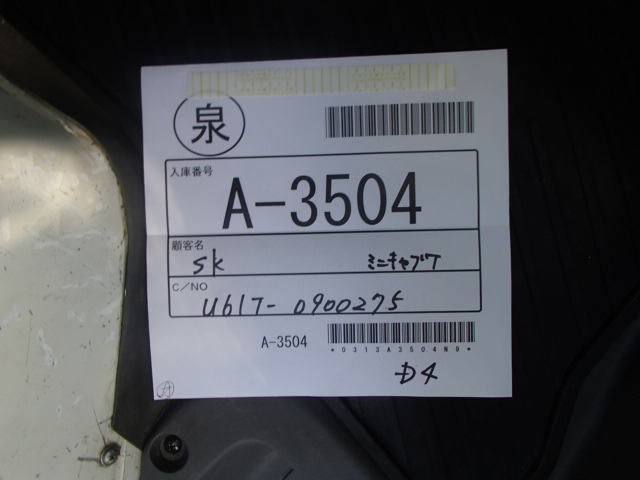 泉
入庫番号
A-3504
顧客名
SK ミニキャブT
C/NO
U61T-0900275
A-3504
*0313A3504N9*
D4